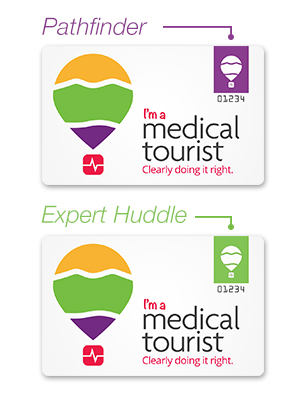 Pathfinder
01234
I'm a
medical
tourist
Clearly doing it right.
Expert Huddle
01234
I'm a
medical
tourist
Clearly doing it right.